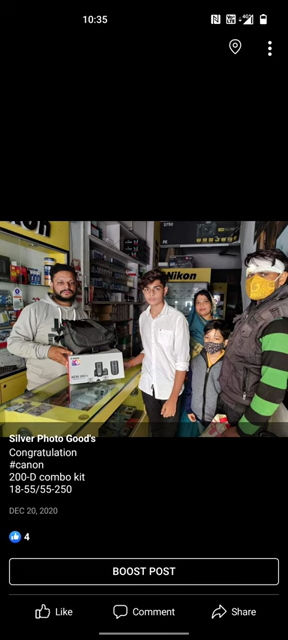 10:35
4G+
Nikon
Nikon
Silver Photo Good's
Congratulation
#canon
200-D combo kit
18-55/55-250
DEC 20, 2020
4
BOOST POST
Like
Comment
Share